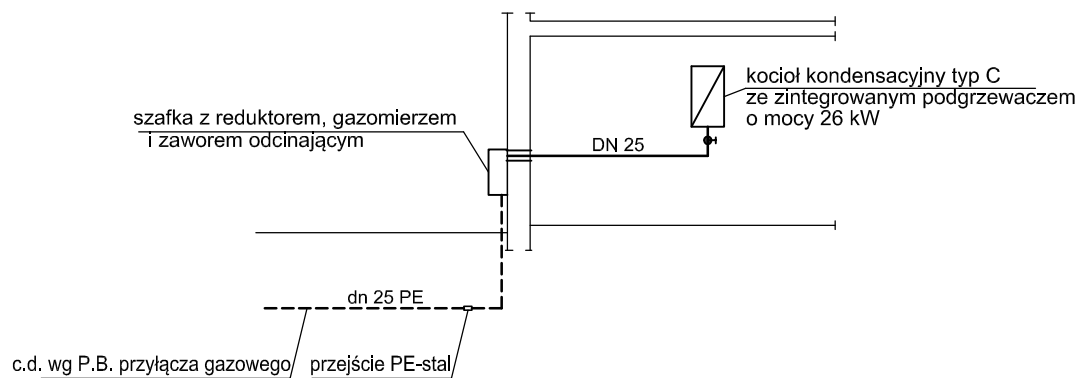 kocioł kondensacyjny typ C
ze zintegrowanym podgrzewaczem
o mocy 26 kW
szafka z reduktorem, gazomierzem
i zaworem odcinającym
DN 25
dn 25 PE
c.d. wg P.B. przyłącza gazowego
przejście PE-stal